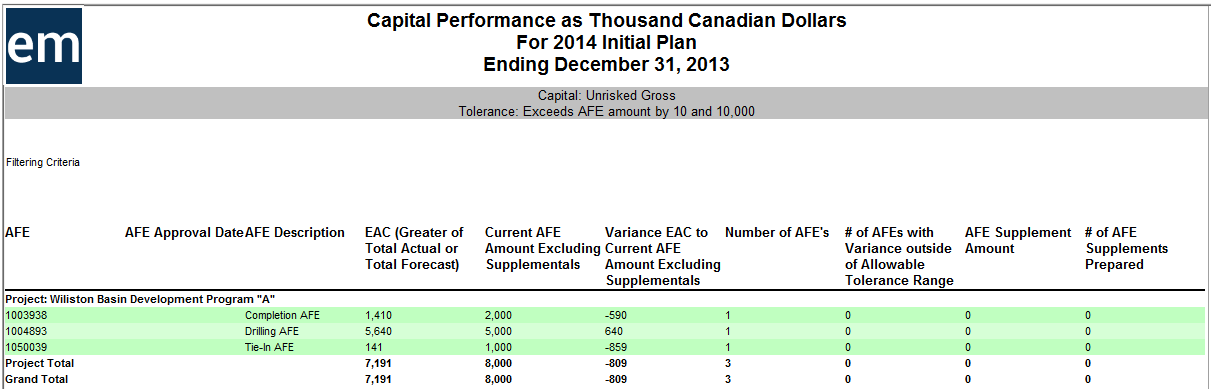 em
Capital Performance as Thousand Canadian Dollars
For 2014 Initial Plan
Ending December 31, 2013
Capital: Unrisked Gross
Tolerance: Exceeds AFE amount by 10 and 10,000
Filtering Criteria
AFE AFE Approval Date AFE Description EAC (Greater of Current AFE Variance EAC to Number of AFE's # of AFEs with AFE Supplement # of AFE
Total Actual or Amount Excluding Current AFE Variance outside Amount Supplements
Total Forecast) Supplementals Amount Excluding of Allowable Prepared
Supplementals Tolerance Range
Project: Wiliston Basin Development Program "A"
1003938 Completion AFE 1,410 2,000 -590 1 0 0 0
1004893 Drilling AFE 5,640 5,000 640 1 0 0 0
1050039 Tie-In AFE 141 1,000 -859 1 0 0 0
Project Total 7,191 8,000 -809 3 0 0 0
Grand Total 7,191 8,000 -809 3 0 0 0